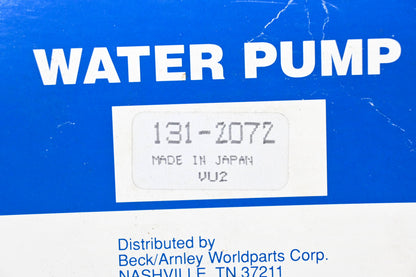 WATER PUMP
131-2072
MADE IN JAPAN
VU2
Distributed by
Beck/Arnley Worldparts Corp.
NASHVILLE, TN 37211